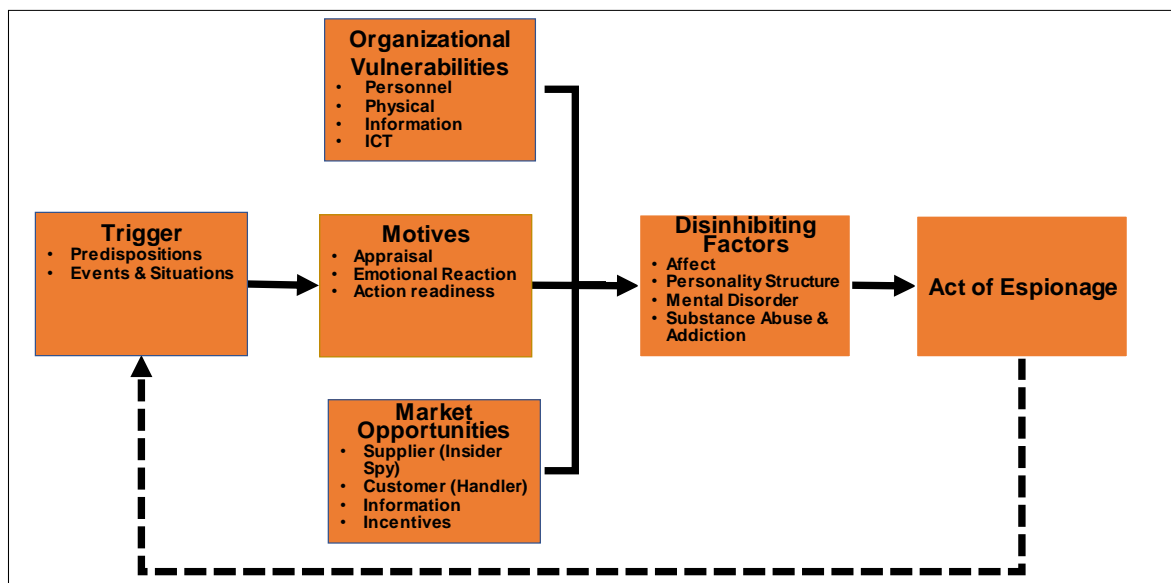 Organizational
Vulnerabilities
• Personnel
• Physical
• Information
• ICT
Trigger
• Predispositions
• Events & Situations
Motives
• Appraisal
• Emotional Reaction
• Action readiness
Disinhibiting
Factors
• Affect
• Personality Structure
• Mental Disorder
• Substance Abuse &
Addiction
Act of Espionage
Market
Opportunities
• Supplier (Insider
Spy)
• Customer (Handler)
• Information
• Incentives